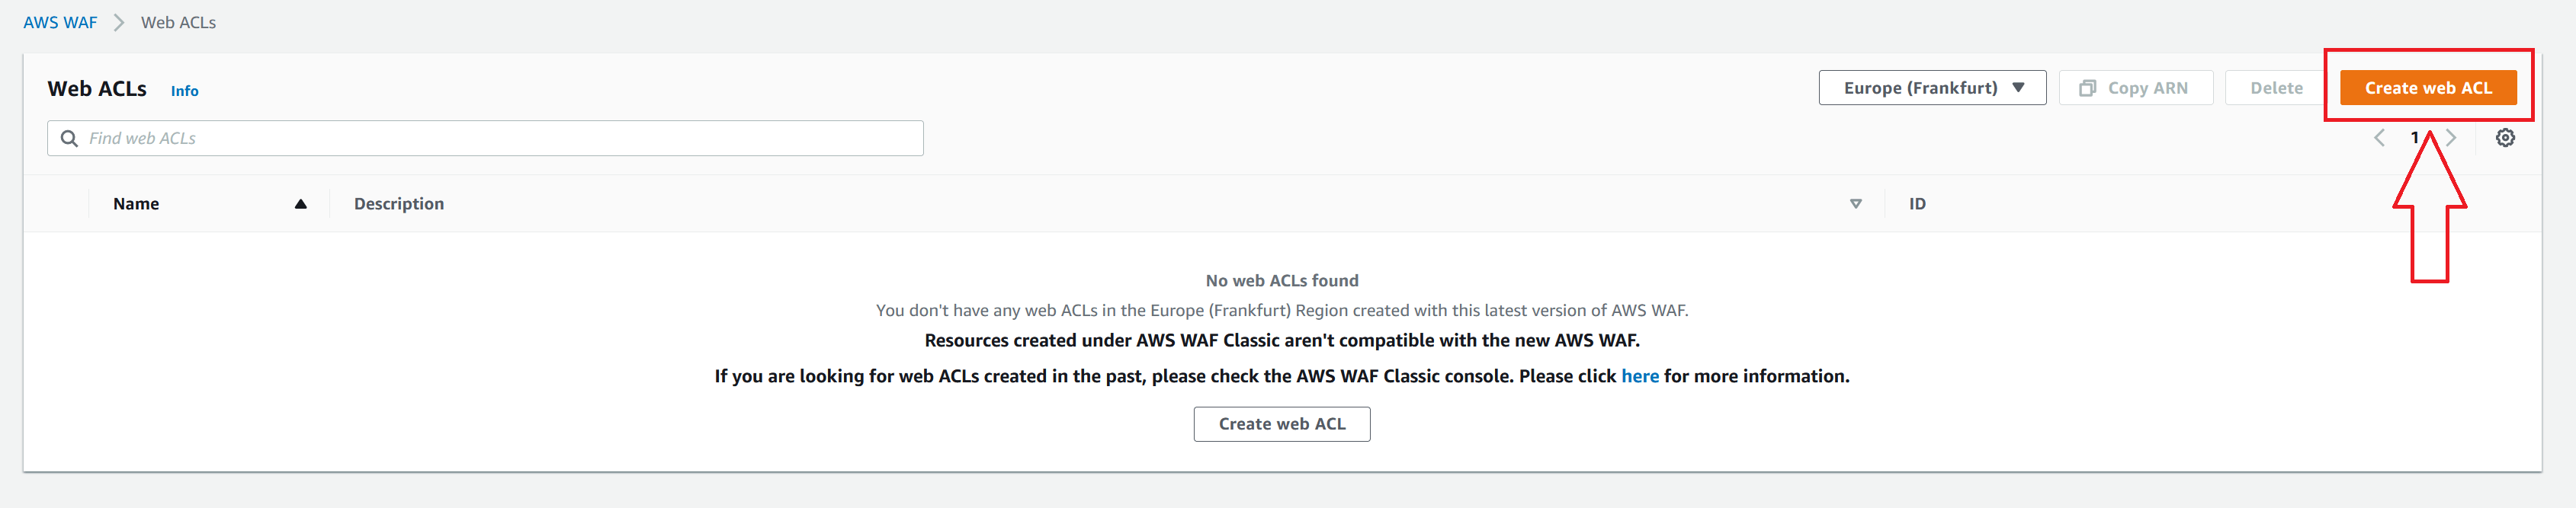 AWS WAF Web ACLs
Web ACLs Info Europe (Frankfurt) Copy ARN Delete Create web ACL
Find web ACLs 1
Name Description ID
No web ACLs found
You don't have any web ACLs in the Europe (Frankfurt) Region created with this latest version of AWS WAF.
Resources created under AWS WAF Classic aren't compatible with the new AWS WAF.
If you are looking for web ACLs created in the past, please check the AWS WAF Classic console. Please click here for more information.
Create web ACL